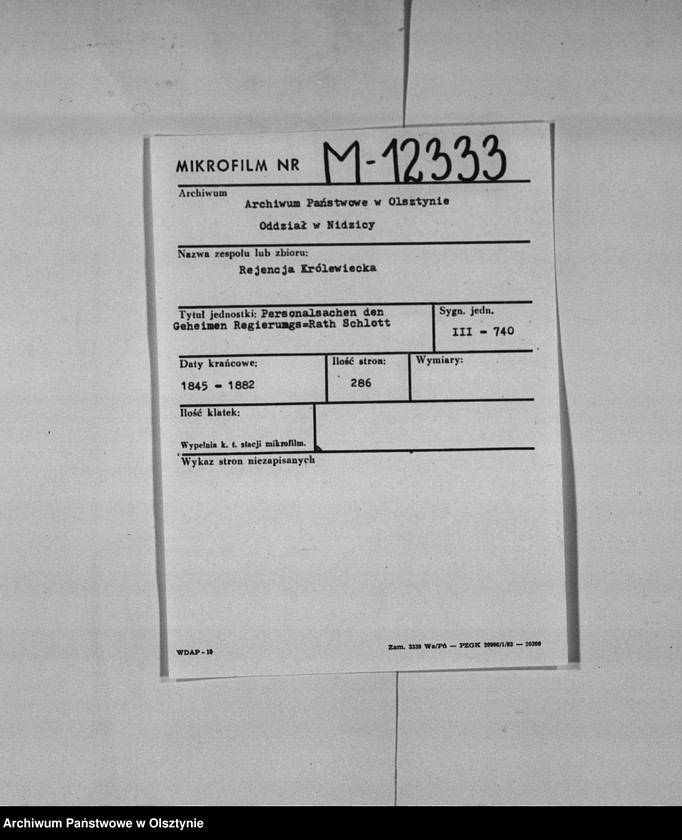 MIKROFILM NR M-12333
Archiwum
Archiwum Państwowe w Olsztynie
Oddział w Nidzicy
Nazwa zespołu lub zbioru:
Rejencja Królewiecka
Tytuł jednostki: Personalsachen den
Geheimen Regierungs=Rath Schlott
Sygn. jedn.
III - 740
Daty krańcowe:
1845 - 1882
Ilość stron:
286
Wymiary:
Ilość klatek:
Wypełnia k. t. stacji mikrofilm.
Wykaz stron niezapisanych
WDAP - 19
Zam. 3339 Wa/Pń — PZGK 20000/1/83 — 20300
Archiwum Państwowe w Olsztynie